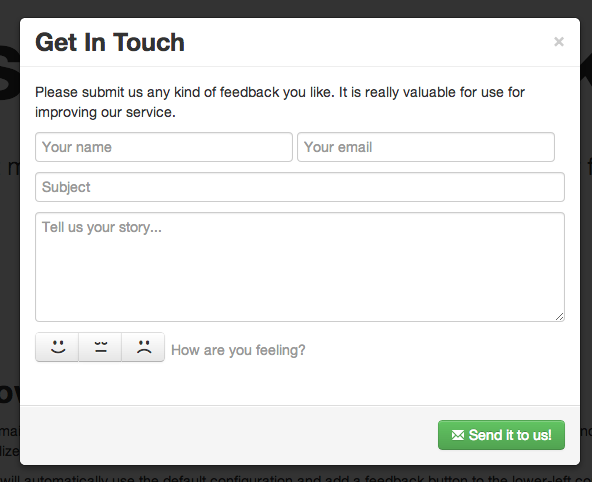 Get In Touch ×
Please submit us any kind of feedback you like. It is really valuable for use for
improving our service.
Your name Your email
Subject
Tell us your story...
How are you feeling?
Send it to us!
will automatically use the default configuration and add a feedback button to the lower-left